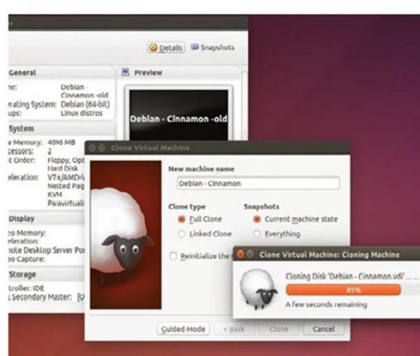 Details Snapshots
General
Preview
Debian -
Cinnamon -old
rating System: Debian (64-bit)
ups: Linux distros
Debian - Cinnamon -old
System
e Memory: 4096 MB
cessors: 2
t Order: Floppy, Opt
Hard Disk
eleration: VT-x/AMD-V
Nested Pag
KVM
Paravirtuali
Clone Virtual Machine
New machine name
Debian - Cinnamon
Clone type Snapshots
Full Clone Current machine state
Linked Clone Everything
Reinitialize the
Display
eo Memory:
eleration:
mote Desktop Server Por
eo Capture:
Clone Virtual Machine: Cloning Machine
Cloning Disk 'Debian - Cinnamon.vdi' ... ...
85%
A few seconds remaining
Storage
troller: IDE
Secondary Master:
Guided Mode < Back Clone Cancel